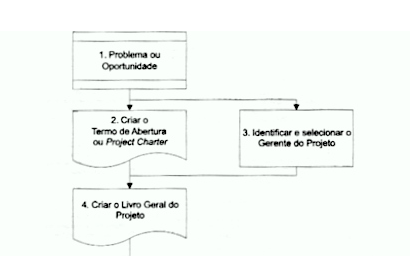 1. Problema ou
Oportunidade
2. Criar o
Termo de Abertura
ou Project Charter
3. Identificar e selecionar o
Gerente do Projeto
4. Criar o Livro Geral do
Projeto